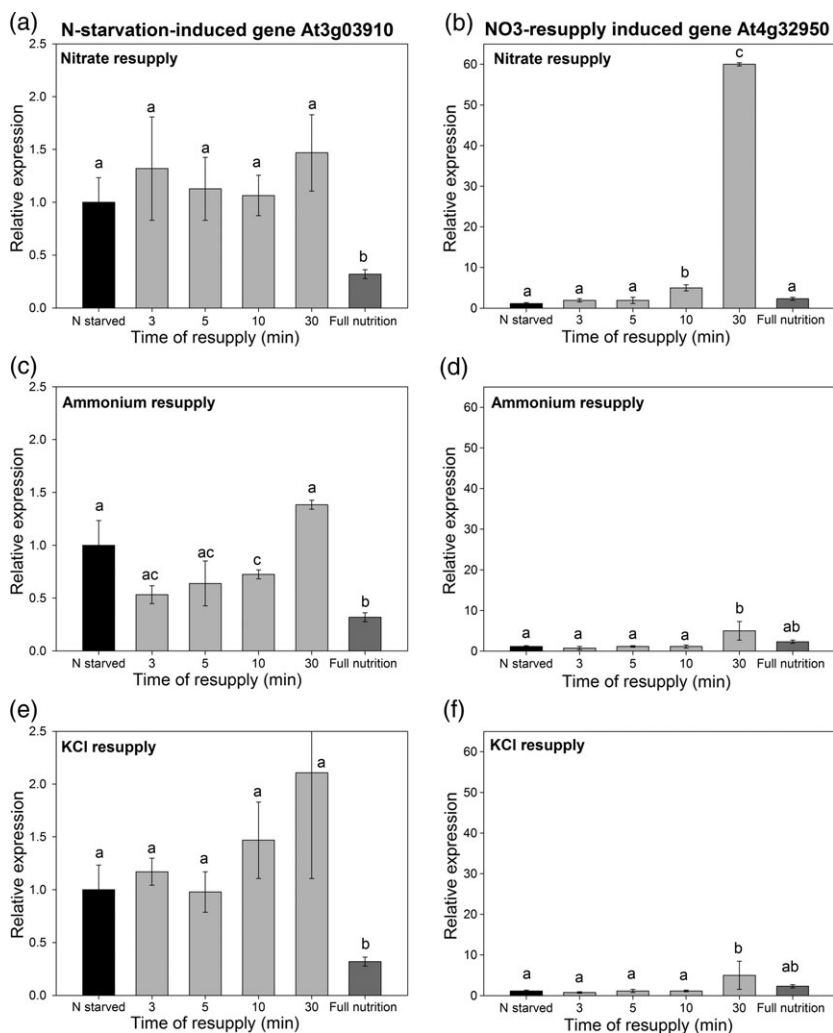 (a) N-starvation-induced gene At3g03910
Nitrate resupply
Relative expression
2.5
2.0
1.5
1.0
0.5
0.0
a a a a a b
N starved 3 5 10 30 Full nutrition
Time of resupply (min)
(b) NO3-resupply induced gene At4g32950
Nitrate resupply
Relative expression
60
50
40
30
20
10
0
a a a b c a
N starved 3 5 10 30 Full nutrition
Time of resupply (min)
(c)
Ammonium resupply
Relative expression
2.5
2.0
1.5
1.0
0.5
0.0
a ac ac c a b
N starved 3 5 10 30 Full nutrition
Time of resupply (min)
(d)
Ammonium resupply
Relative expression
60
50
40
30
20
10
0
a a a a b ab
N starved 3 5 10 30 Full nutrition
Time of resupply (min)
(e)
KCl resupply
Relative expression
2.5
2.0
1.5
1.0
0.5
0.0
a a a a a b
N starved 3 5 10 30 Full nutrition
Time of resupply (min)
(f)
KCl resupply
Relative expression
60
50
40
30
20
10
0
a a a a b ab
N starved 3 5 10 30 Full nutrition
Time of resupply (min)